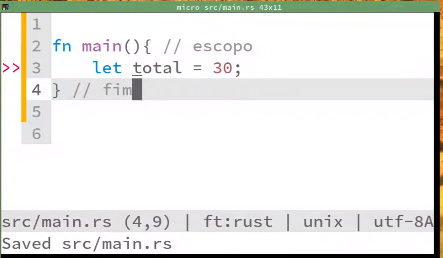 micro src/main.rs 43x11
1
2 fn main(){ // escopo
>> 3 let total = 30;
4 } // fim
5
6
src/main.rs (4,9) | ft:rust | unix | utf-8A
Saved src/main.rs